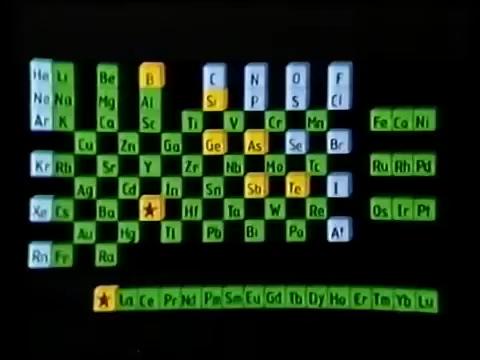 He Li Be B C N O F
Ne Na Mg Al Si P S Cl
Ar K Ca Sc Ti V Cr Mn Fe Co Ni
Cu Zn Ga Ge As Se Br
Kr Rb Sr Y Zr Nb Mo Tc Ru Rh Pd
Ag Cd In Sn Sb Te I
Xe Cs Ba ★ Hf Ta W Re Os Ir Pt
Au Hg Tl Pb Bi Po At
Rn Fr Ra
★ La Ce Pr Nd Pm Sm Eu Gd Tb Dy Ho Er Tm Yb Lu